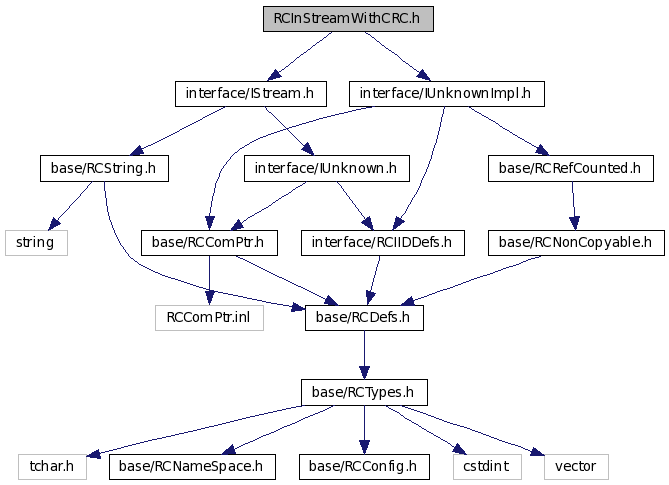 RCInStreamWithCRC.h
interface/IStream.h
interface/IUnknownImpl.h
base/RCString.h
interface/IUnknown.h
base/RCRefCounted.h
string
base/RCComPtr.h
interface/RCIIDDefs.h
base/RCNonCopyable.h
RCComPtr.inl
base/RCDefs.h
base/RCTypes.h
tchar.h
base/RCNameSpace.h
base/RCConfig.h
cstdint
vector